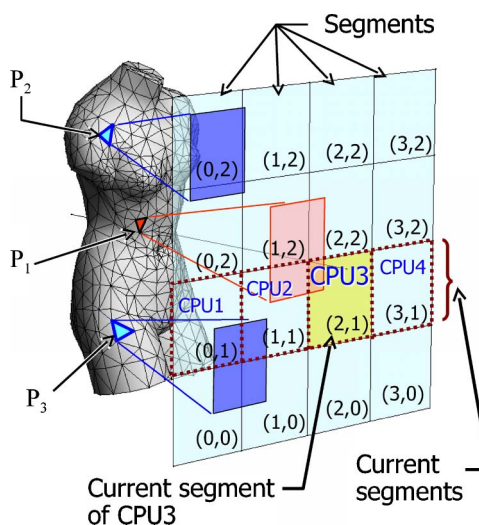 Segments
P2
(0,2)
(1,2)
(2,2)
(3,2)
P1
(0,2)
(1,2)
(2,2)
(3,2)
CPU1
CPU2
CPU3
CPU4
(0,1)
(1,1)
(2,1)
(3,1)
P3
(0,0)
(1,0)
(2,0)
(3,0)
Current segment
of CPU3
Current
segments